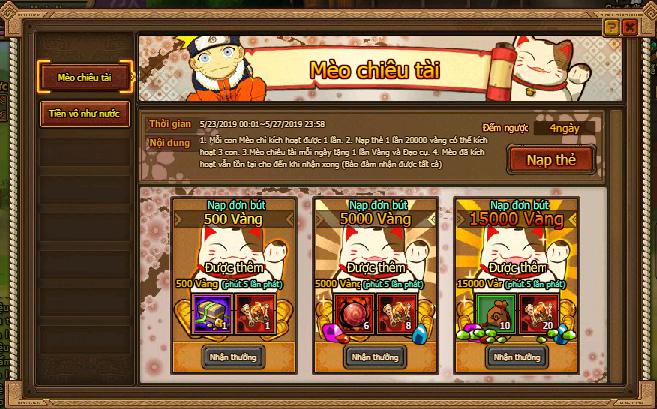 Mèo chiêu tài
Mèo chiêu tài
Tiền vô như nước
Thời gian 5/23/2019 00:01~5/27/2019 23:58
Đếm ngược 4ngày
Nội dung 1. Mỗi con Mèo chỉ kích hoạt được 1 lần. 2. Nạp thẻ 1 lần 20000 vàng có thể kích
hoạt 3 con. 3.Mèo chiêu tài mỗi ngày tặng 1 lần Vàng và Đạo cụ. 4. Mèo đã kích
hoạt vẫn tồn tại cho đến khi nhận xong (Bảo đảm nhận được tất cả)
Nạp thẻ
Nạp đơn bút
500 Vàng
Được thêm
500 Vàng (phút 5 lần phát)
1
1
Nhận thưởng
Nạp đơn bút
5000 Vàng
Được thêm
5000 Vàng (phút 5 lần phát)
6
8
Nhận thưởng
Nạp đơn bút
15000 Vàng
Được thêm
15000 Vàng (phút 5 lần phát)
10
20
Nhận thưởng